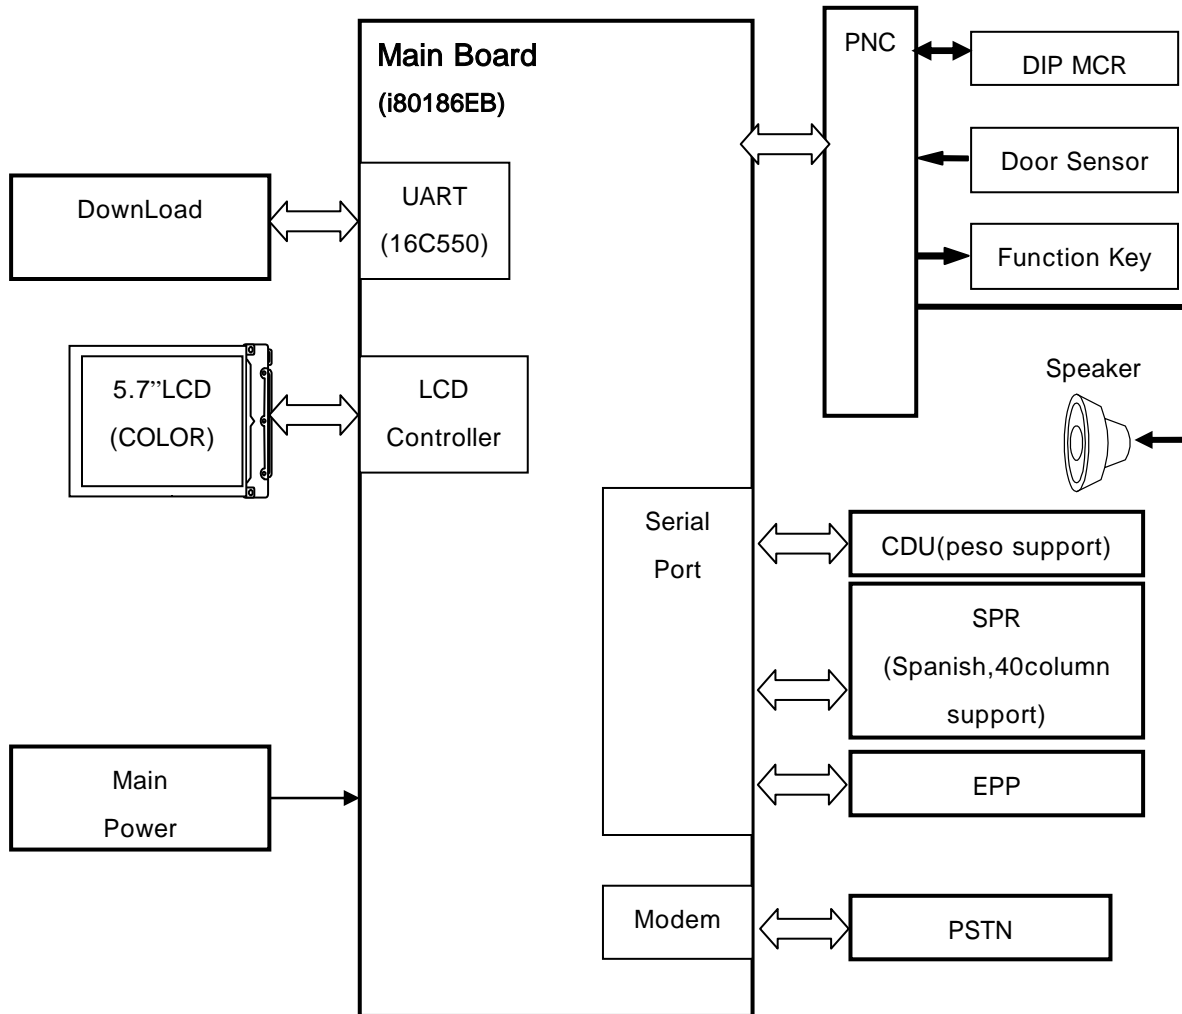 Main Board
(i80186EB)
PNC
DIP MCR
Door Sensor
Function Key
DownLoad
UART
(16C550)
5.7”LCD
(COLOR)
LCD
Controller
Speaker
Serial
Port
CDU(peso support)
SPR
(Spanish,40column
support)
EPP
Main
Power
Modem
PSTN